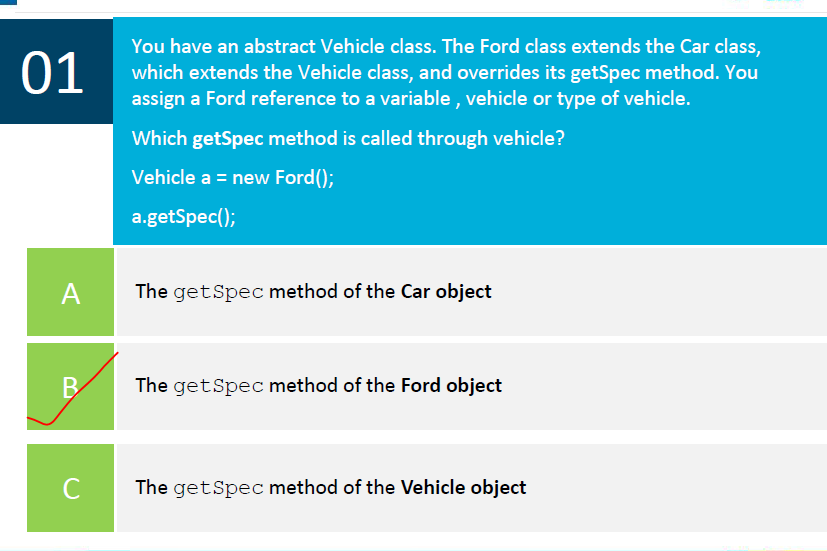 01
You have an abstract Vehicle class. The Ford class extends the Car class,
which extends the Vehicle class, and overrides its getSpec method. You
assign a Ford reference to a variable , vehicle or type of vehicle.
Which getSpec method is called through vehicle?
Vehicle a = new Ford();
a.getSpec();
A
The getSpec method of the Car object
B
The getSpec method of the Ford object
C
The getSpec method of the Vehicle object